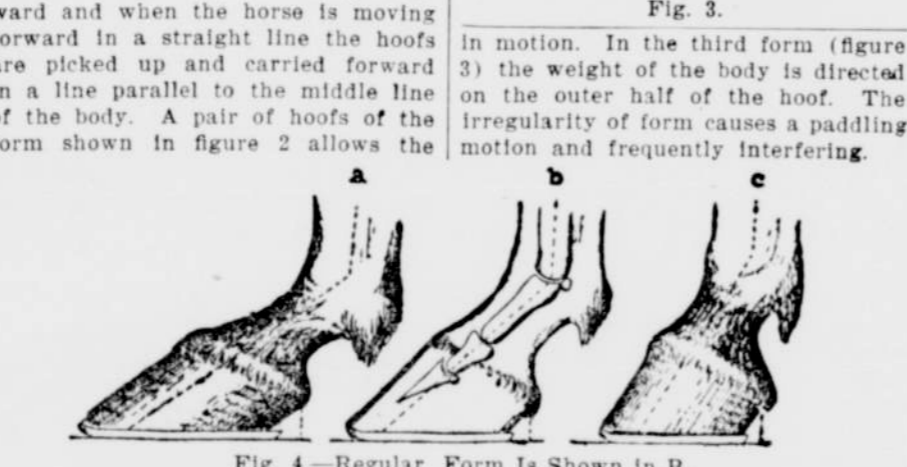 ward and when the horse is moving
forward in a straight line the hoofs
are picked up and carried forward
in a line parallel to the middle line
of the body. A pair of hoofs of the
form shown in figure 2 allows the
Fig. 3.
in motion. In the third form (figure
3) the weight of the body is directed
on the outer half of the hoof. The
irregularity of form causes a paddling
motion and frequently interfering.
a b c
Fig. 4—Regular Form Is Shown in B